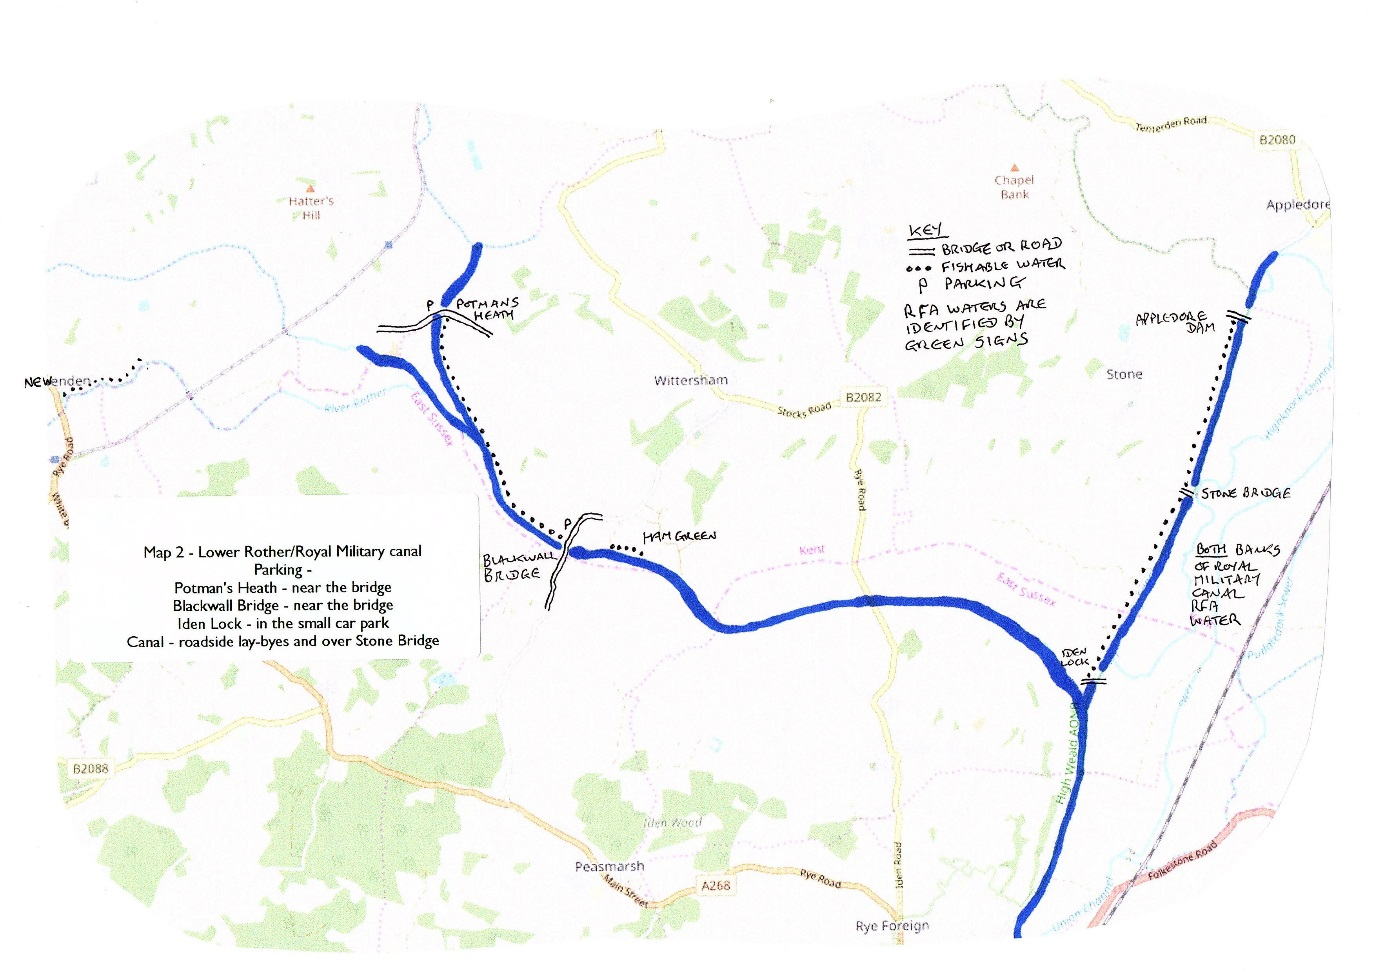 Tenterden Road
B2080
Chapel
Bank
Hatter's
Hill
Appledore
KEY
BRIDGE OR ROAD
FISHABLE WATER
P PARKING
RFA WATERS ARE
IDENTIFIED BY
GREEN SIGNS
P POTMANS
HEATH
APPLEDORE
DAM
NEWenden
Wittersham
Stone
River Rother
East Sussex
Stocks Road
B2082
Highknock Channel
Rye Road
Rye Road
STONE BRIDGE
P
BLACKWALL
BRIDGE
HAM GREEN
Kent
East Sussex
BOTH BANKS
OF ROYAL
MILITARY
CANAL
RFA
WATER
Map 2 - Lower Rother/Royal Military canal
Parking -
Potman's Heath - near the bridge
Blackwall Bridge - near the bridge
Iden Lock - in the small car park
Canal - roadside lay-byes and over Stone Bridge
IDEN
LOCK
High Weald AONB
B2088
Iden Wood
Peasmarsh
Main Street
A268
Rye Road
Iden Road
Rye Foreign
Folkestone Road
Union Channel